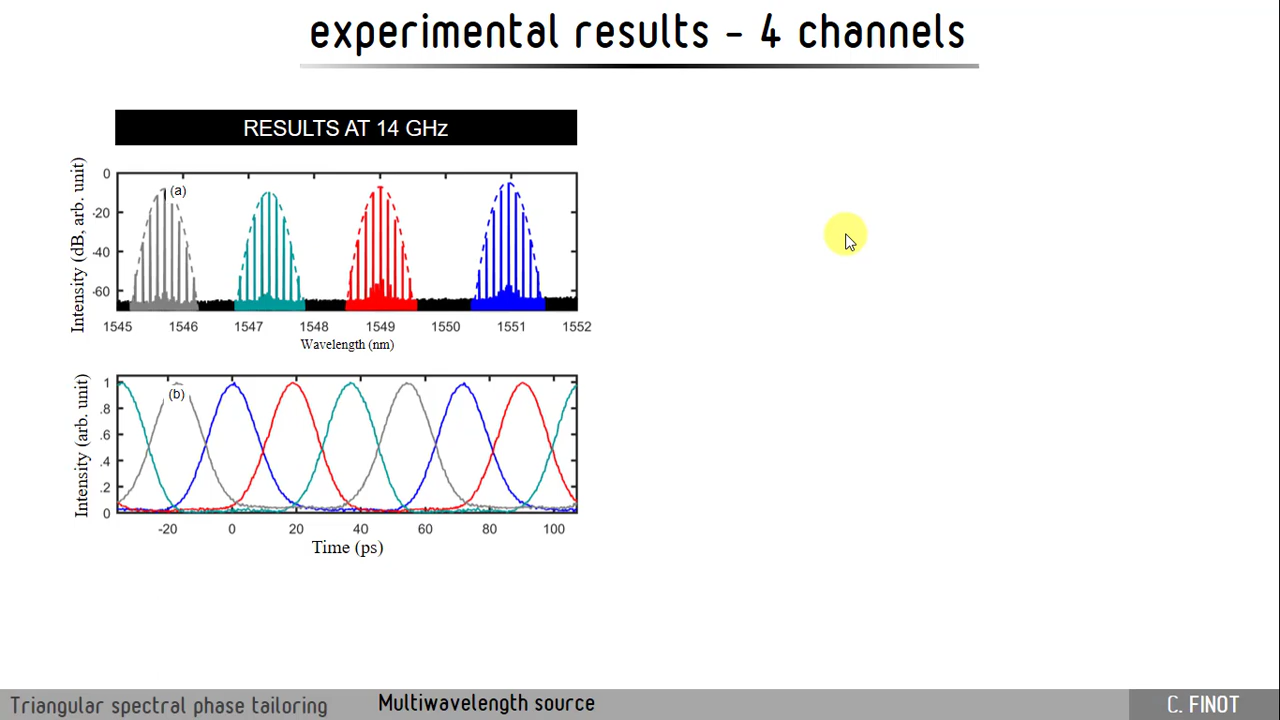 experimental results - 4 channels
RESULTS AT 14 GHz
Intensity (dB, arb. unit)
0
-20
-40
-60
(a)
1545 1546 1547 1548 1549 1550 1551 1552
Wavelength (nm)
Intensity (arb. unit)
1
.8
.6
.4
.2
0
(b)
-20 0 20 40 60 80 100
Time (ps)
Triangular spectral phase tailoring Multiwavelength source C. FINOT